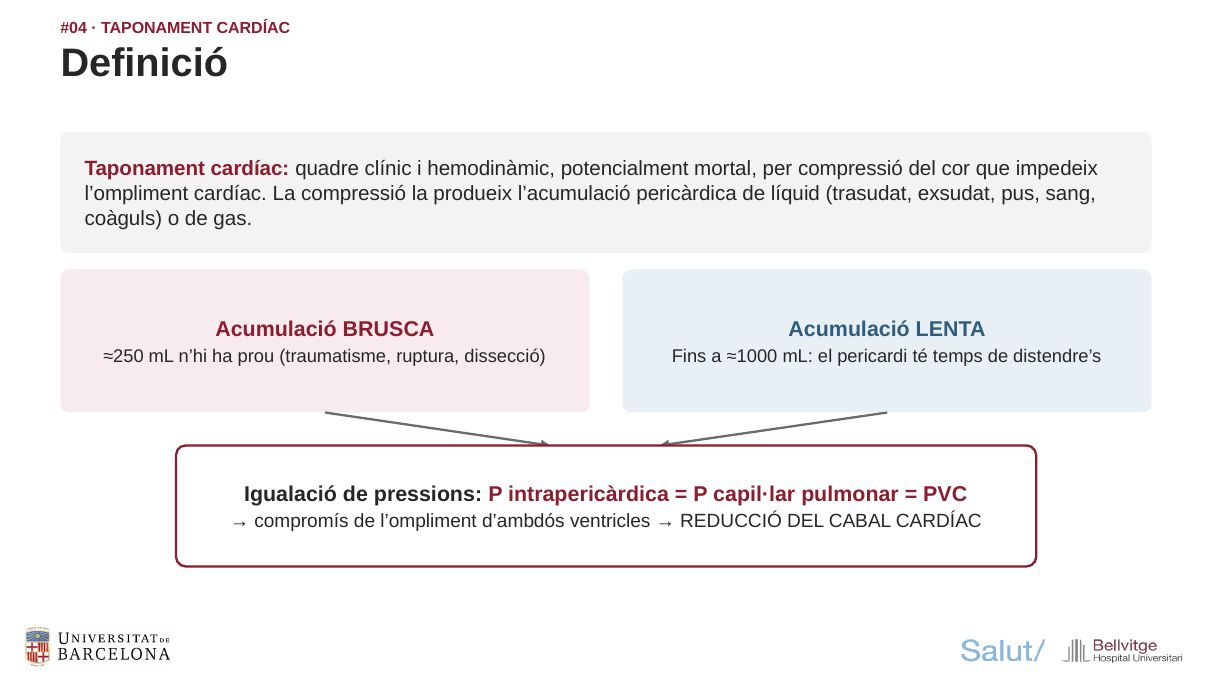 #04 · TAPONAMENT CARDÍAC
Definició
Taponament cardíac: quadre clínic i hemodinàmic, potencialment mortal, per compressió del cor que impedeix
l’ompliment cardíac. La compressió la produeix l’acumulació pericàrdica de líquid (trasudat, exsudat, pus, sang,
coàguls) o de gas.
Acumulació BRUSCA
≈250 mL n’hi ha prou (traumatisme, ruptura, dissecció)
Acumulació LENTA
Fins a ≈1000 mL: el pericardi té temps de distendre’s
Igualació de pressions: P intrapericàrdica = P capil·lar pulmonar = PVC
→ compromís de l’ompliment d’ambdós ventricles → REDUCCIÓ DEL CABAL CARDÍAC
UNIVERSITAT DE
BARCELONA
Salut/
Bellvitge
Hospital Universitari